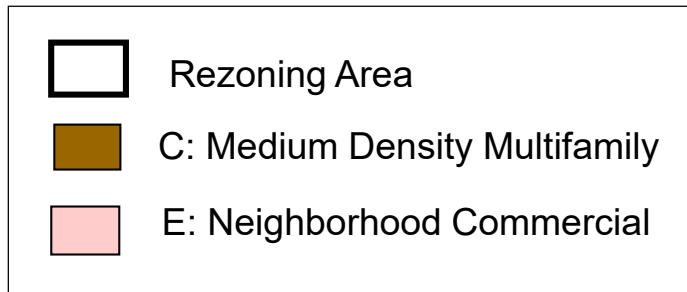 Rezoning Area
C: Medium Density Multifamily
E: Neighborhood Commercial